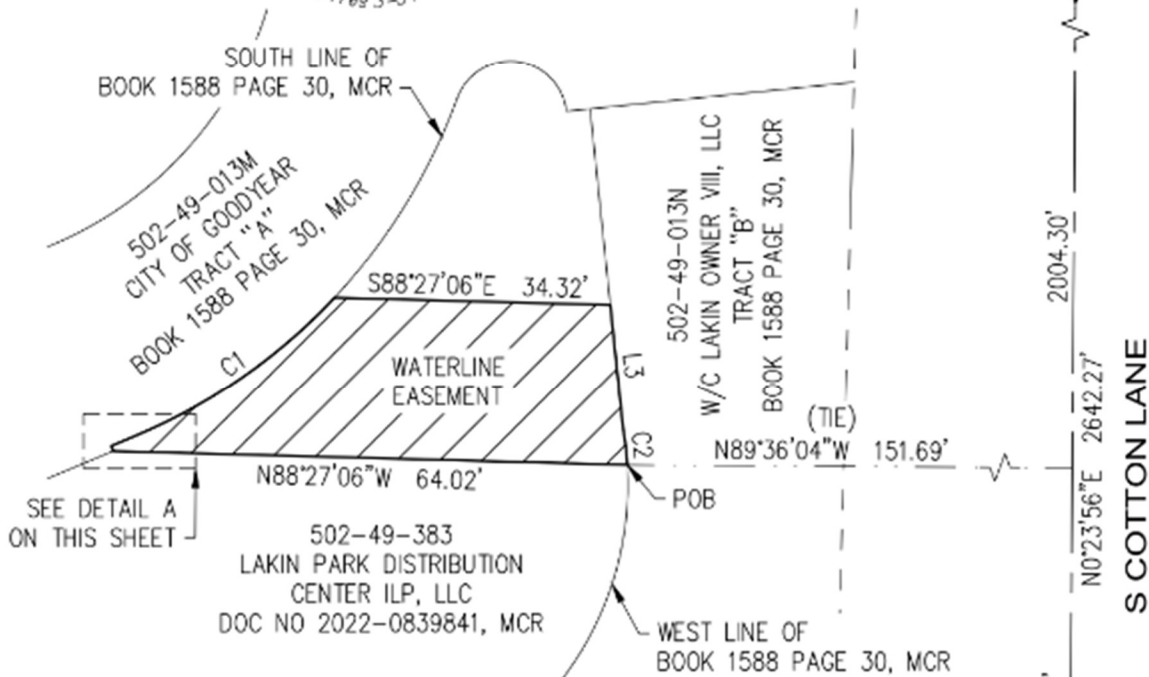 SOUTH LINE OF
BOOK 1588 PAGE 30, MCR
502-49-013M
CITY OF GOODYEAR
TRACT "A"
BOOK 1588 PAGE 30, MCR
S88°27'06"E 34.32'
C1
WATERLINE
EASEMENT
L3
C2
N88°27'06"W 64.02'
SEE DETAIL A
ON THIS SHEET
502-49-383
LAKIN PARK DISTRIBUTION
CENTER ILP, LLC
DOC NO 2022-0839841, MCR
502-49-013N
W/C LAKIN OWNER VIII, LLC
TRACT "B"
BOOK 1588 PAGE 30, MCR
(TIE)
N89°36'04"W 151.69'
POB
WEST LINE OF
BOOK 1588 PAGE 30, MCR
2004.30'
N0°23'56"E 2642.27'
S COTTON LANE